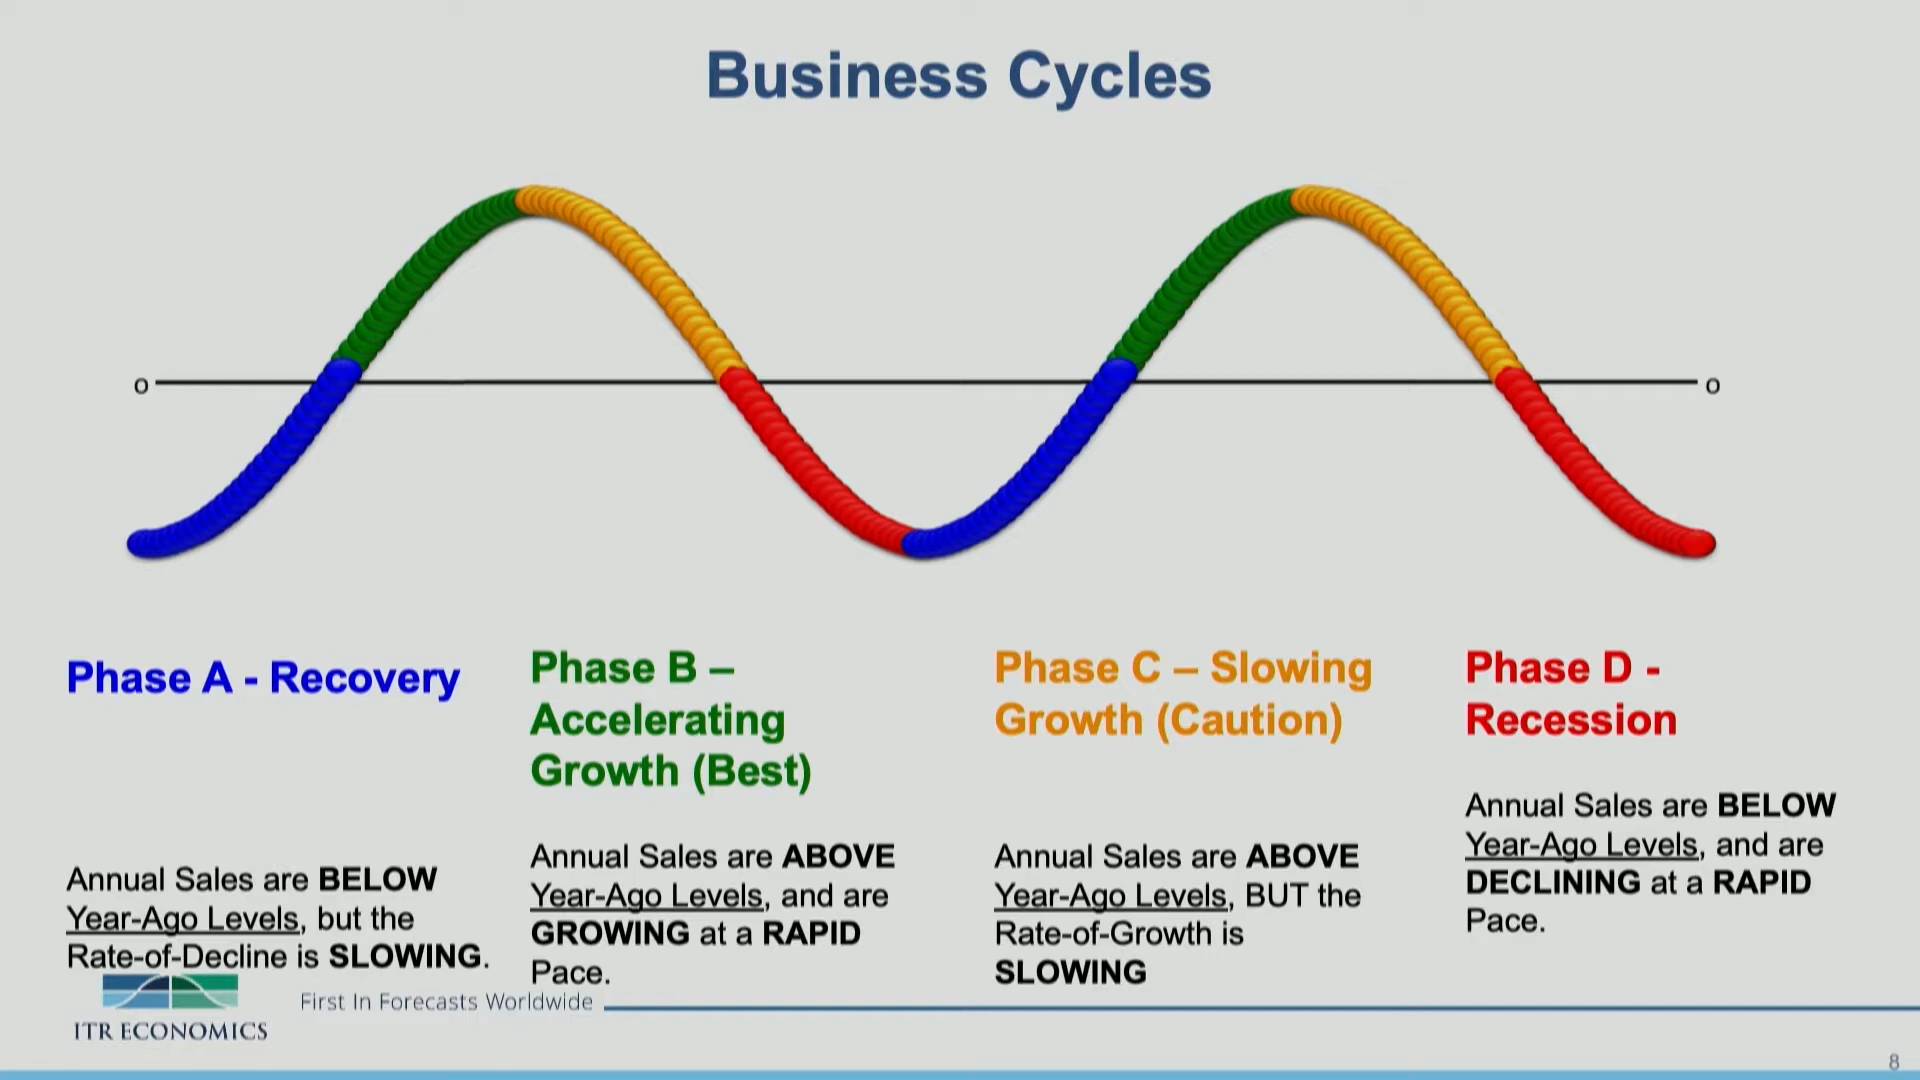 Business Cycles
o
o
Phase A - Recovery
Annual Sales are BELOW
Year-Ago Levels, but the
Rate-of-Decline is SLOWING.
Phase B –
Accelerating
Growth (Best)
Annual Sales are ABOVE
Year-Ago Levels, and are
GROWING at a RAPID
Pace.
Phase C – Slowing
Growth (Caution)
Annual Sales are ABOVE
Year-Ago Levels, BUT the
Rate-of-Growth is
SLOWING
Phase D -
Recession
Annual Sales are BELOW
Year-Ago Levels, and are
DECLINING at a RAPID
Pace.
ITR ECONOMICS
First In Forecasts Worldwide
8